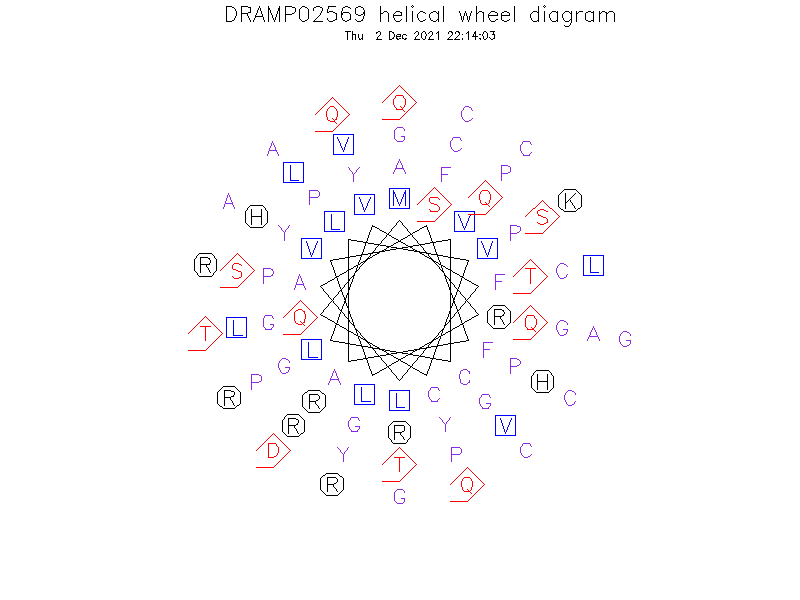 DRAMP02569 helical wheel diagram
Thu 2 Dec 2021 22:14:03
Q
Q C
G
V C
A C
A
L Y F P
A P V M S Q K
H L V S
Y P
V V
R L
S P T C
A F
Q R
L G Q G
T A
G
L F
G P
P A C H
R R L L C G C
R G Y V
R
D Y P C
T
R Q
G